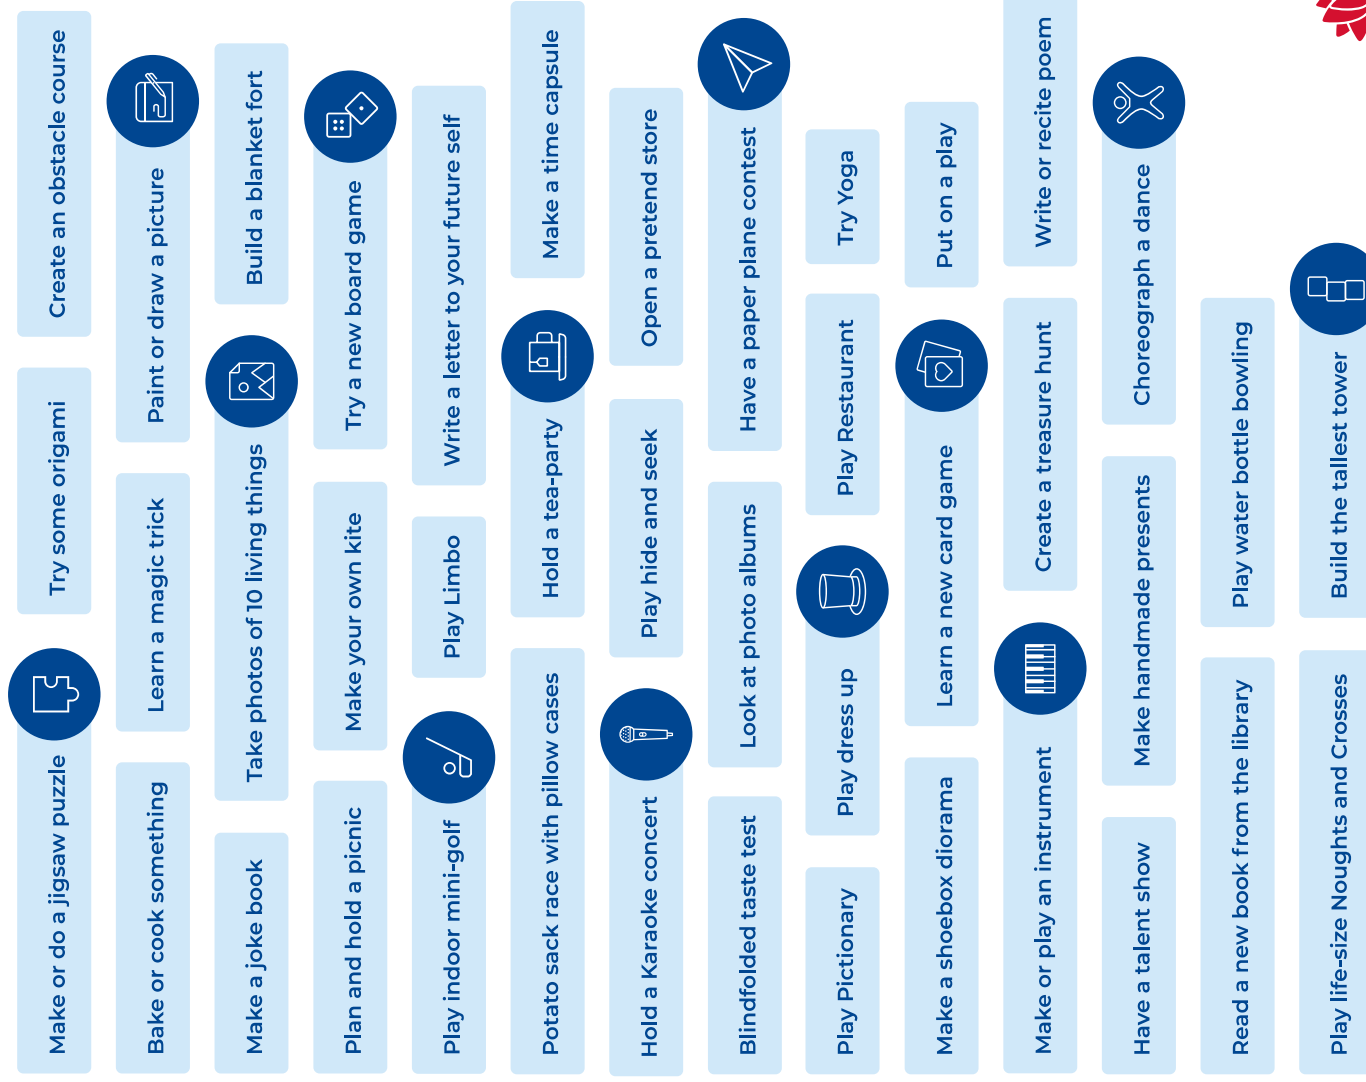 Make or do a jigsaw puzzle
Try some origami
Create an obstacle course
Bake or cook something
Learn a magic trick
Paint or draw a picture
Make a joke book
Take photos of 10 living things
Build a blanket fort
Plan and hold a picnic
Make your own kite
Try a new board game
Play indoor mini-golf
Play Limbo
Write a letter to your future self
Potato sack race with pillow cases
Hold a tea-party
Make a time capsule
Hold a Karaoke concert
Play hide and seek
Open a pretend store
Blindfolded taste test
Look at photo albums
Have a paper plane contest
Play Pictionary
Play dress up
Play Restaurant
Try Yoga
Make a shoebox diorama
Learn a new card game
Put on a play
Make or play an instrument
Create a treasure hunt
Write or recite poem
Have a talent show
Make handmade presents
Choreograph a dance
Read a new book from the library
Play water bottle bowling
Play life-size Noughts and Crosses
Build the tallest tower